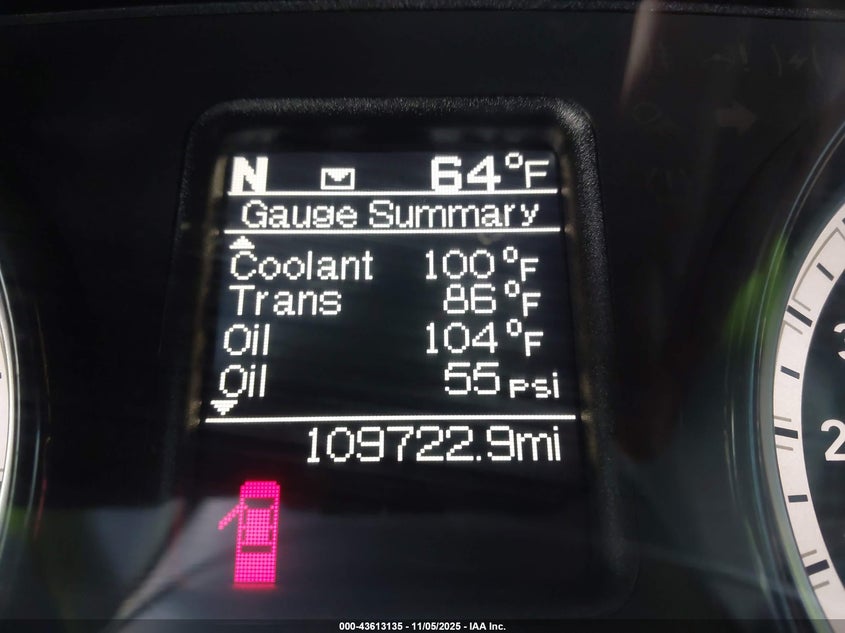 N 64°F
Gauge Summary
Coolant 100°F
Trans 86°F
Oil 104°F
Oil 55 psi
109722.9mi
2
000-43613135 - 11/05/2025 - IAA Inc.